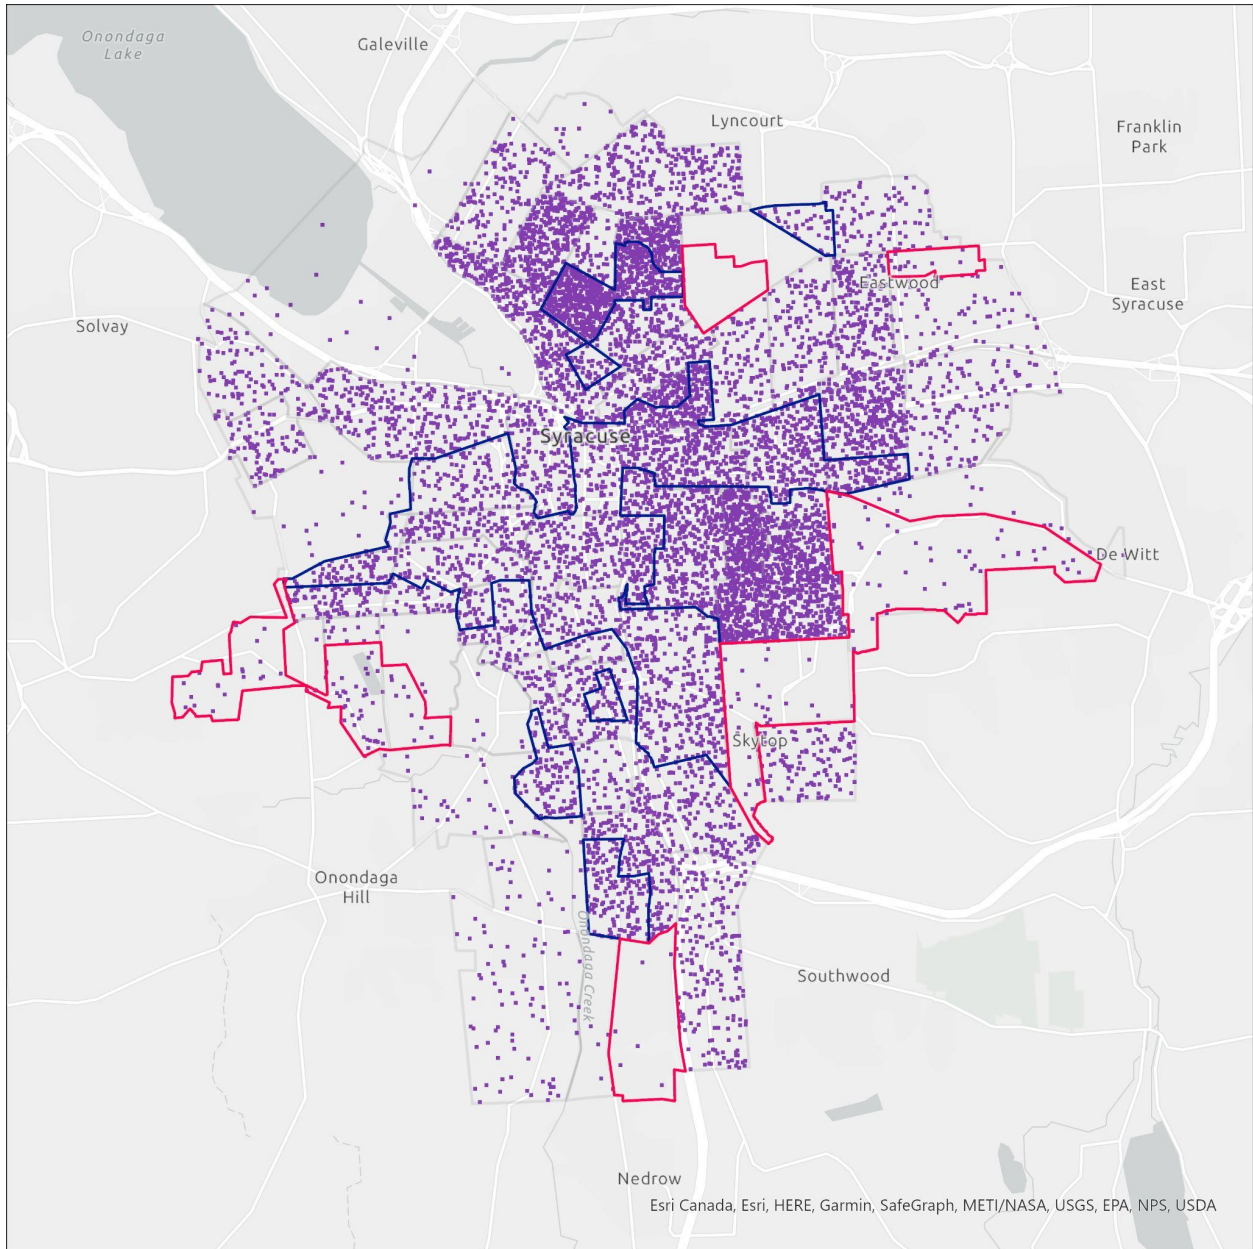 Onondaga
Lake
Galeville
Lyncourt
Franklin
Park
Eastwood
East
Syracuse
Solvay
Syracuse
De Witt
Skytop
Onondaga
Hill
Onondaga Creek
Southwood
Nedrow
Esri Canada, Esri, HERE, Garmin, SafeGraph, METI/NASA, USGS, EPA, NPS, USDA